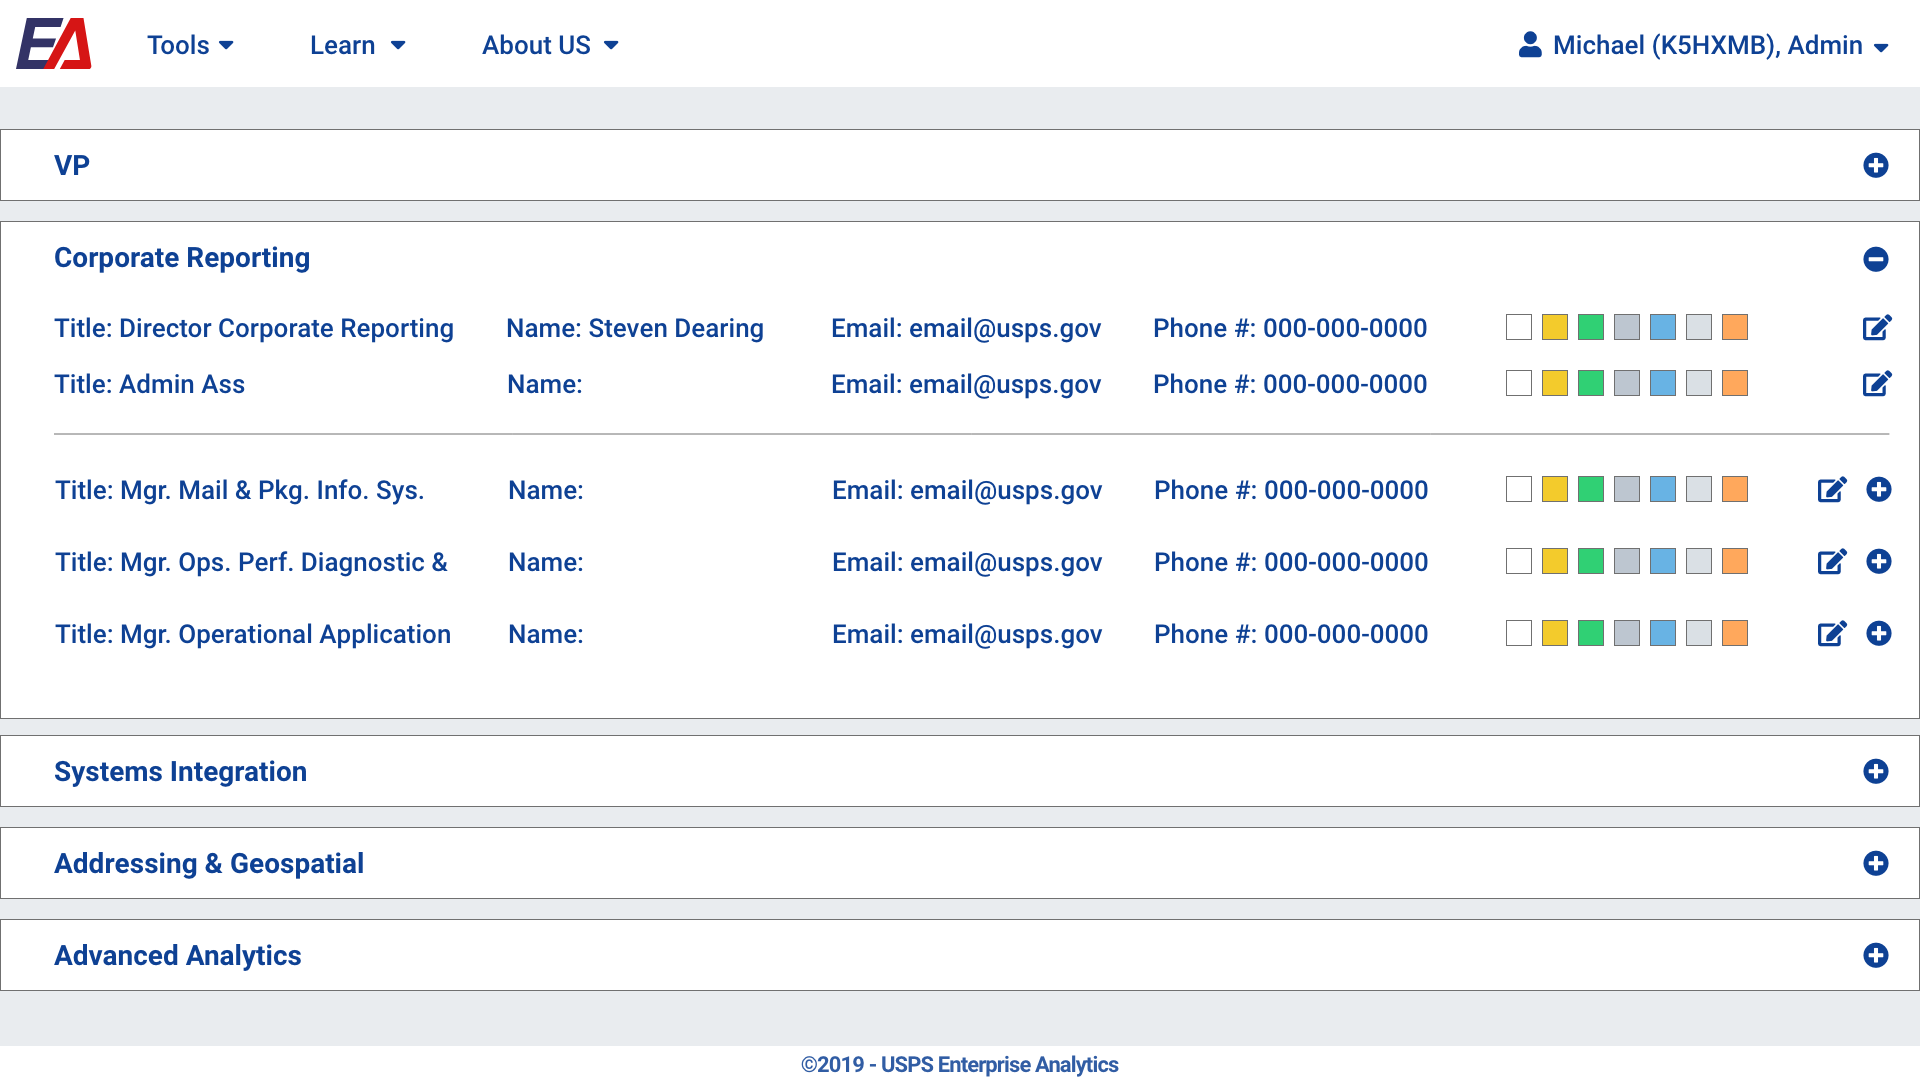 EA Tools Learn About US Michael (K5HXMB), Admin
VP
Corporate Reporting
Title: Director Corporate Reporting Name: Steven Dearing Email: email@usps.gov Phone #: 000-000-0000
Title: Admin Ass Name: Email: email@usps.gov Phone #: 000-000-0000
Title: Mgr. Mail & Pkg. Info. Sys. Name: Email: email@usps.gov Phone #: 000-000-0000
Title: Mgr. Ops. Perf. Diagnostic & Name: Email: email@usps.gov Phone #: 000-000-0000
Title: Mgr. Operational Application Name: Email: email@usps.gov Phone #: 000-000-0000
Systems Integration
Addressing & Geospatial
Advanced Analytics
©2019 - USPS Enterprise Analytics